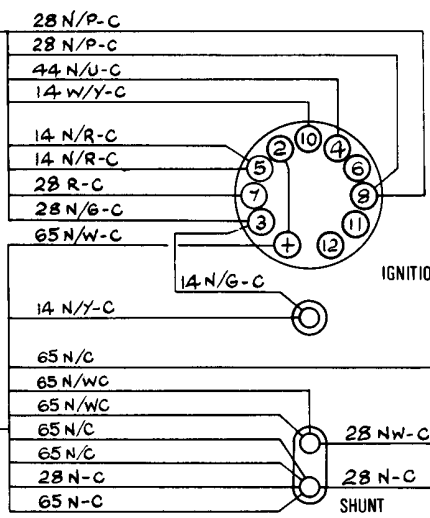 28 N/P-C
28 N/P-C
44 N/U-C
14 W/Y-C
14 N/R-C
14 N/R-C
28 R-C
28 N/G-C
65 N/W-C
10
2
4
5
6
7
8
3
11
+
12
IGNITIO
14 N/G-C
14 N/Y-C
65 N/C
65 N/WC
65 N/WC
65 N/C
65 N/C
28 N-C
65 N-C
28 NW-C
28 N-C
SHUNT